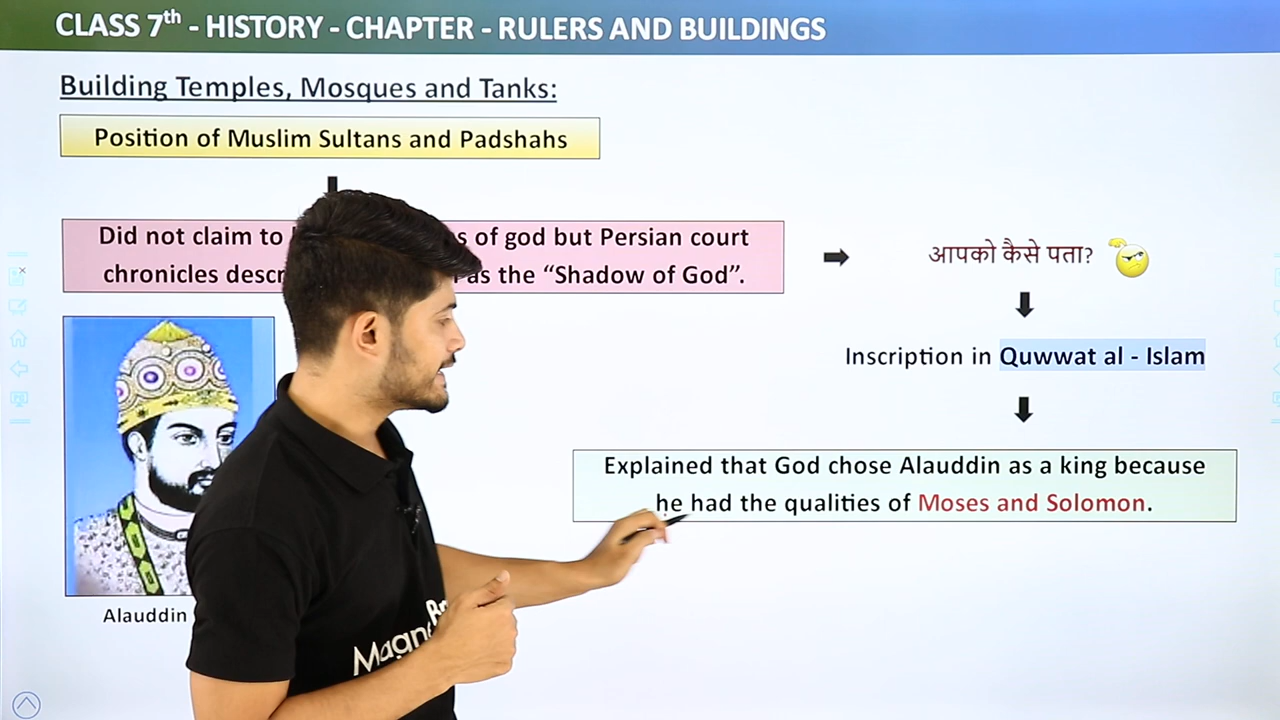 CLASS 7th - HISTORY - CHAPTER - RULERS AND BUILDINGS
Building Temples, Mosques and Tanks:
Position of Muslim Sultans and Padshahs
Did not claim to s of god but Persian court
chronicles descr as the “Shadow of God”.
आपको कैसे पता?
Inscription in Quwwat al - Islam
Explained that God chose Alauddin as a king because
he had the qualities of Moses and Solomon.
Alauddin
Magne
Br